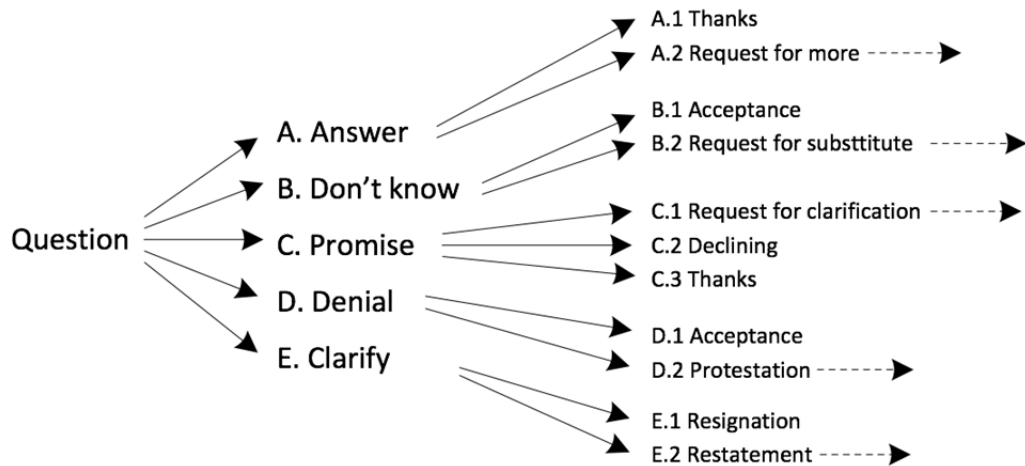 Question
A. Answer
B. Don't know
C. Promise
D. Denial
E. Clarify
A.1 Thanks
A.2 Request for more
B.1 Acceptance
B.2 Request for substtitute
C.1 Request for clarification
C.2 Declining
C.3 Thanks
D.1 Acceptance
D.2 Protestation
E.1 Resignation
E.2 Restatement